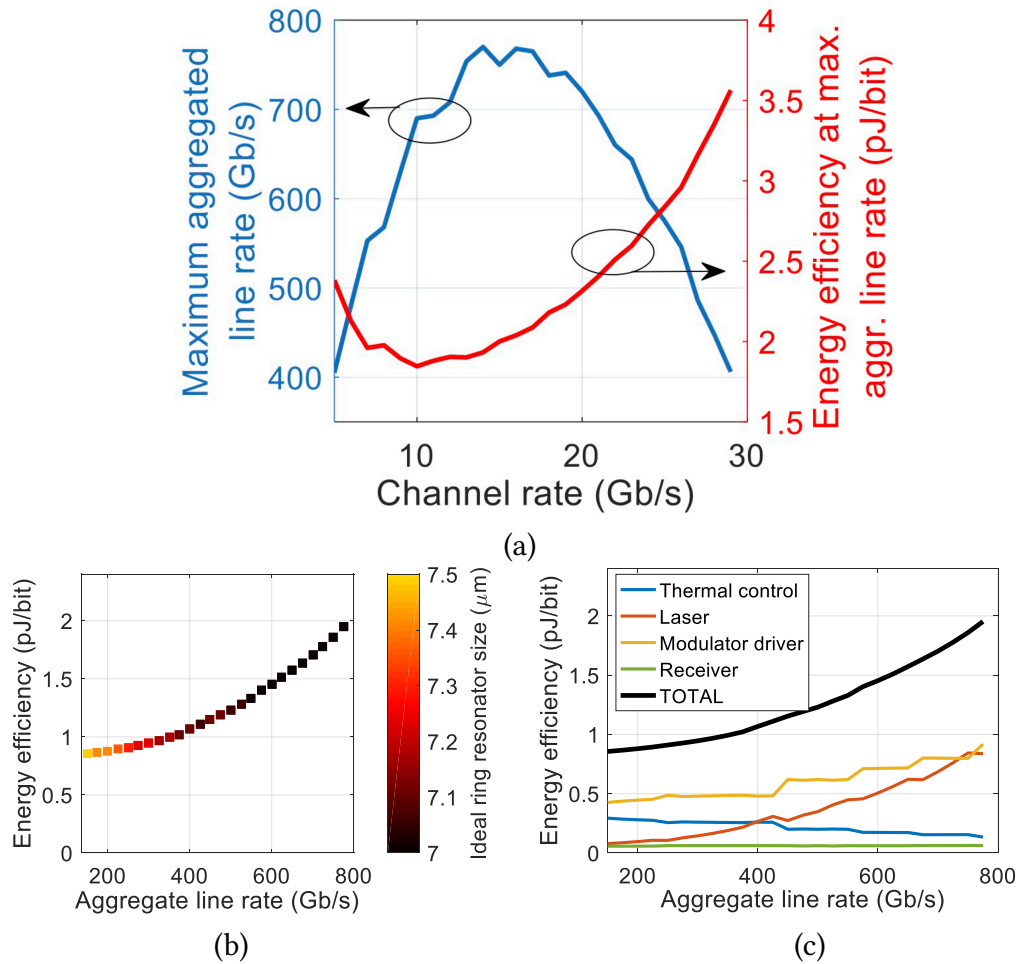 Maximum aggregated
line rate (Gb/s)
800
700
600
500
400
4
3.5
3
2.5
2
1.5
Energy efficiency at max.
aggr. line rate (pJ/bit)
10
20
30
Channel rate (Gb/s)
(a)
Energy efficiency (pJ/bit)
2
1.5
1
0.5
0
200
400
600
800
Aggregate line rate (Gb/s)
7.5
7.4
7.3
7.2
7.1
7
Ideal ring resonator size (μm)
(b)
Energy efficiency (pJ/bit)
2
1.5
1
0.5
0
Thermal control
Laser
Modulator driver
Receiver
TOTAL
200
400
600
800
Aggregate line rate (Gb/s)
(c)